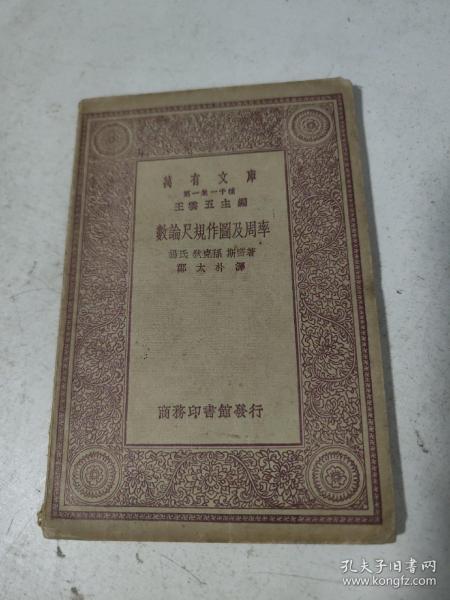 萬有文庫
第一集一千種
王雲五主編
數論尺規作圖及周率
楊氏 狄克孫 斯密著
鄭太朴譯
商務印書館發行
孔夫子旧书网
www.kongfz.com